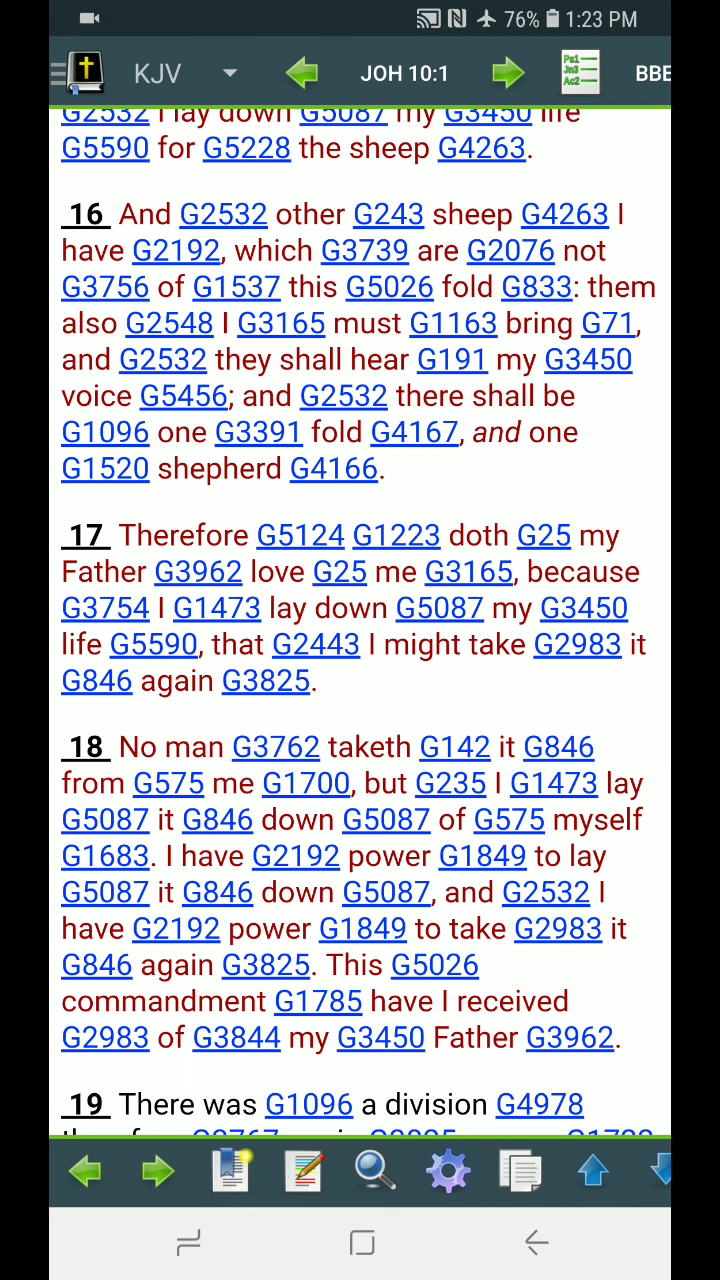 76% 1:23 PM
KJV JOH 10:1 BBE
Ps1
Jn3
Ac2
G2532 I lay down G5087 my G3450 life
G5590 for G5228 the sheep G4263.
16 And G2532 other G243 sheep G4263 I
have G2192, which G3739 are G2076 not
G3756 of G1537 this G5026 fold G833: them
also G2548 I G3165 must G1163 bring G71,
and G2532 they shall hear G191 my G3450
voice G5456; and G2532 there shall be
G1096 one G3391 fold G4167, and one
G1520 shepherd G4166.
17 Therefore G5124 G1223 doth G25 my
Father G3962 love G25 me G3165, because
G3754 I G1473 lay down G5087 my G3450
life G5590, that G2443 I might take G2983 it
G846 again G3825.
18 No man G3762 taketh G142 it G846
from G575 me G1700, but G235 I G1473 lay
G5087 it G846 down G5087 of G575 myself
G1683. I have G2192 power G1849 to lay
G5087 it G846 down G5087, and G2532 I
have G2192 power G1849 to take G2983 it
G846 again G3825. This G5026
commandment G1785 have I received
G2983 of G3844 my G3450 Father G3962.
19 There was G1096 a division G4978